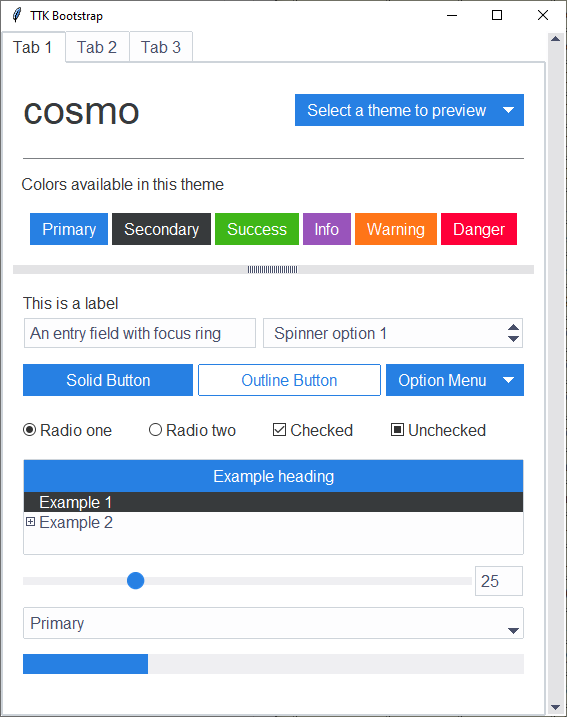 TTK Bootstrap
Tab 1 Tab 2 Tab 3
cosmo Select a theme to preview
Colors available in this theme
Primary Secondary Success Info Warning Danger
This is a label
An entry field with focus ring Spinner option 1
Solid Button Outline Button Option Menu
Radio one Radio two Checked Unchecked
Example heading
Example 1
Example 2
25
Primary